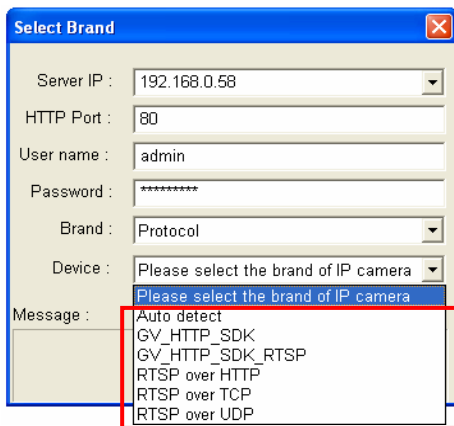 Select Brand
Server IP : 192.168.0.58
HTTP Port : 80
User name : admin
Password : *********
Brand : Protocol
Device : Please select the brand of IP camera
Please select the brand of IP camera
Message : Auto detect
GV_HTTP_SDK
GV_HTTP_SDK_RTSP
RTSP over HTTP
RTSP over TCP
RTSP over UDP